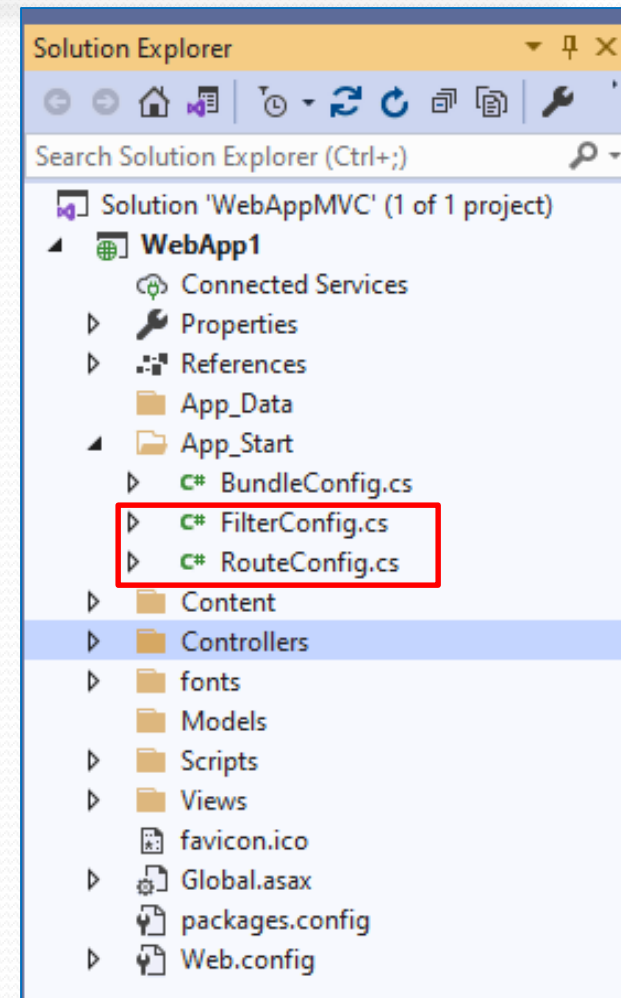 Solution Explorer
Search Solution Explorer (Ctrl+;)
Solution 'WebAppMVC' (1 of 1 project)
WebApp1
Connected Services
Properties
References
App_Data
App_Start
C# BundleConfig.cs
C# FilterConfig.cs
C# RouteConfig.cs
Content
Controllers
fonts
Models
Scripts
Views
favicon.ico
Global.asax
packages.config
Web.config